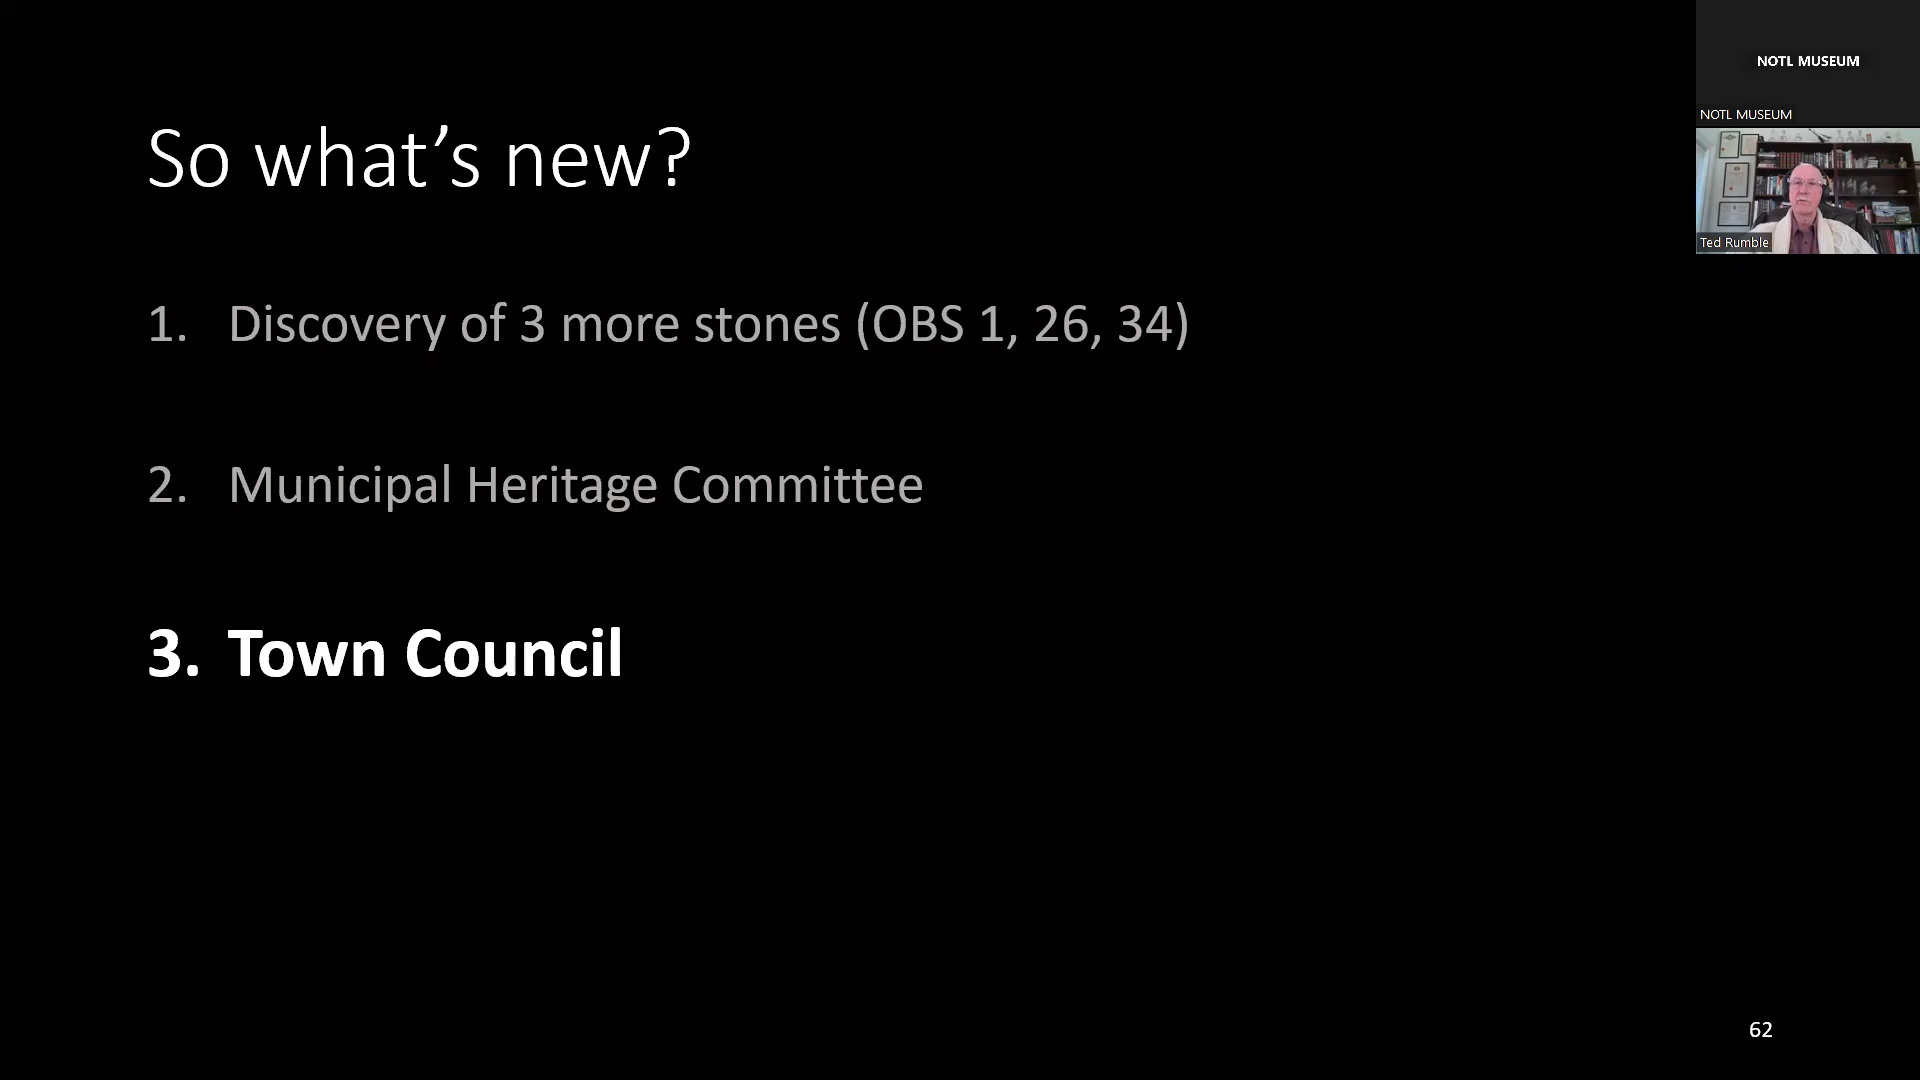 So what’s new?
1. Discovery of 3 more stones (OBS 1, 26, 34)
2. Municipal Heritage Committee
3. Town Council
62
NOTL MUSEUM
NOTL MUSEUM
Ted Rumble